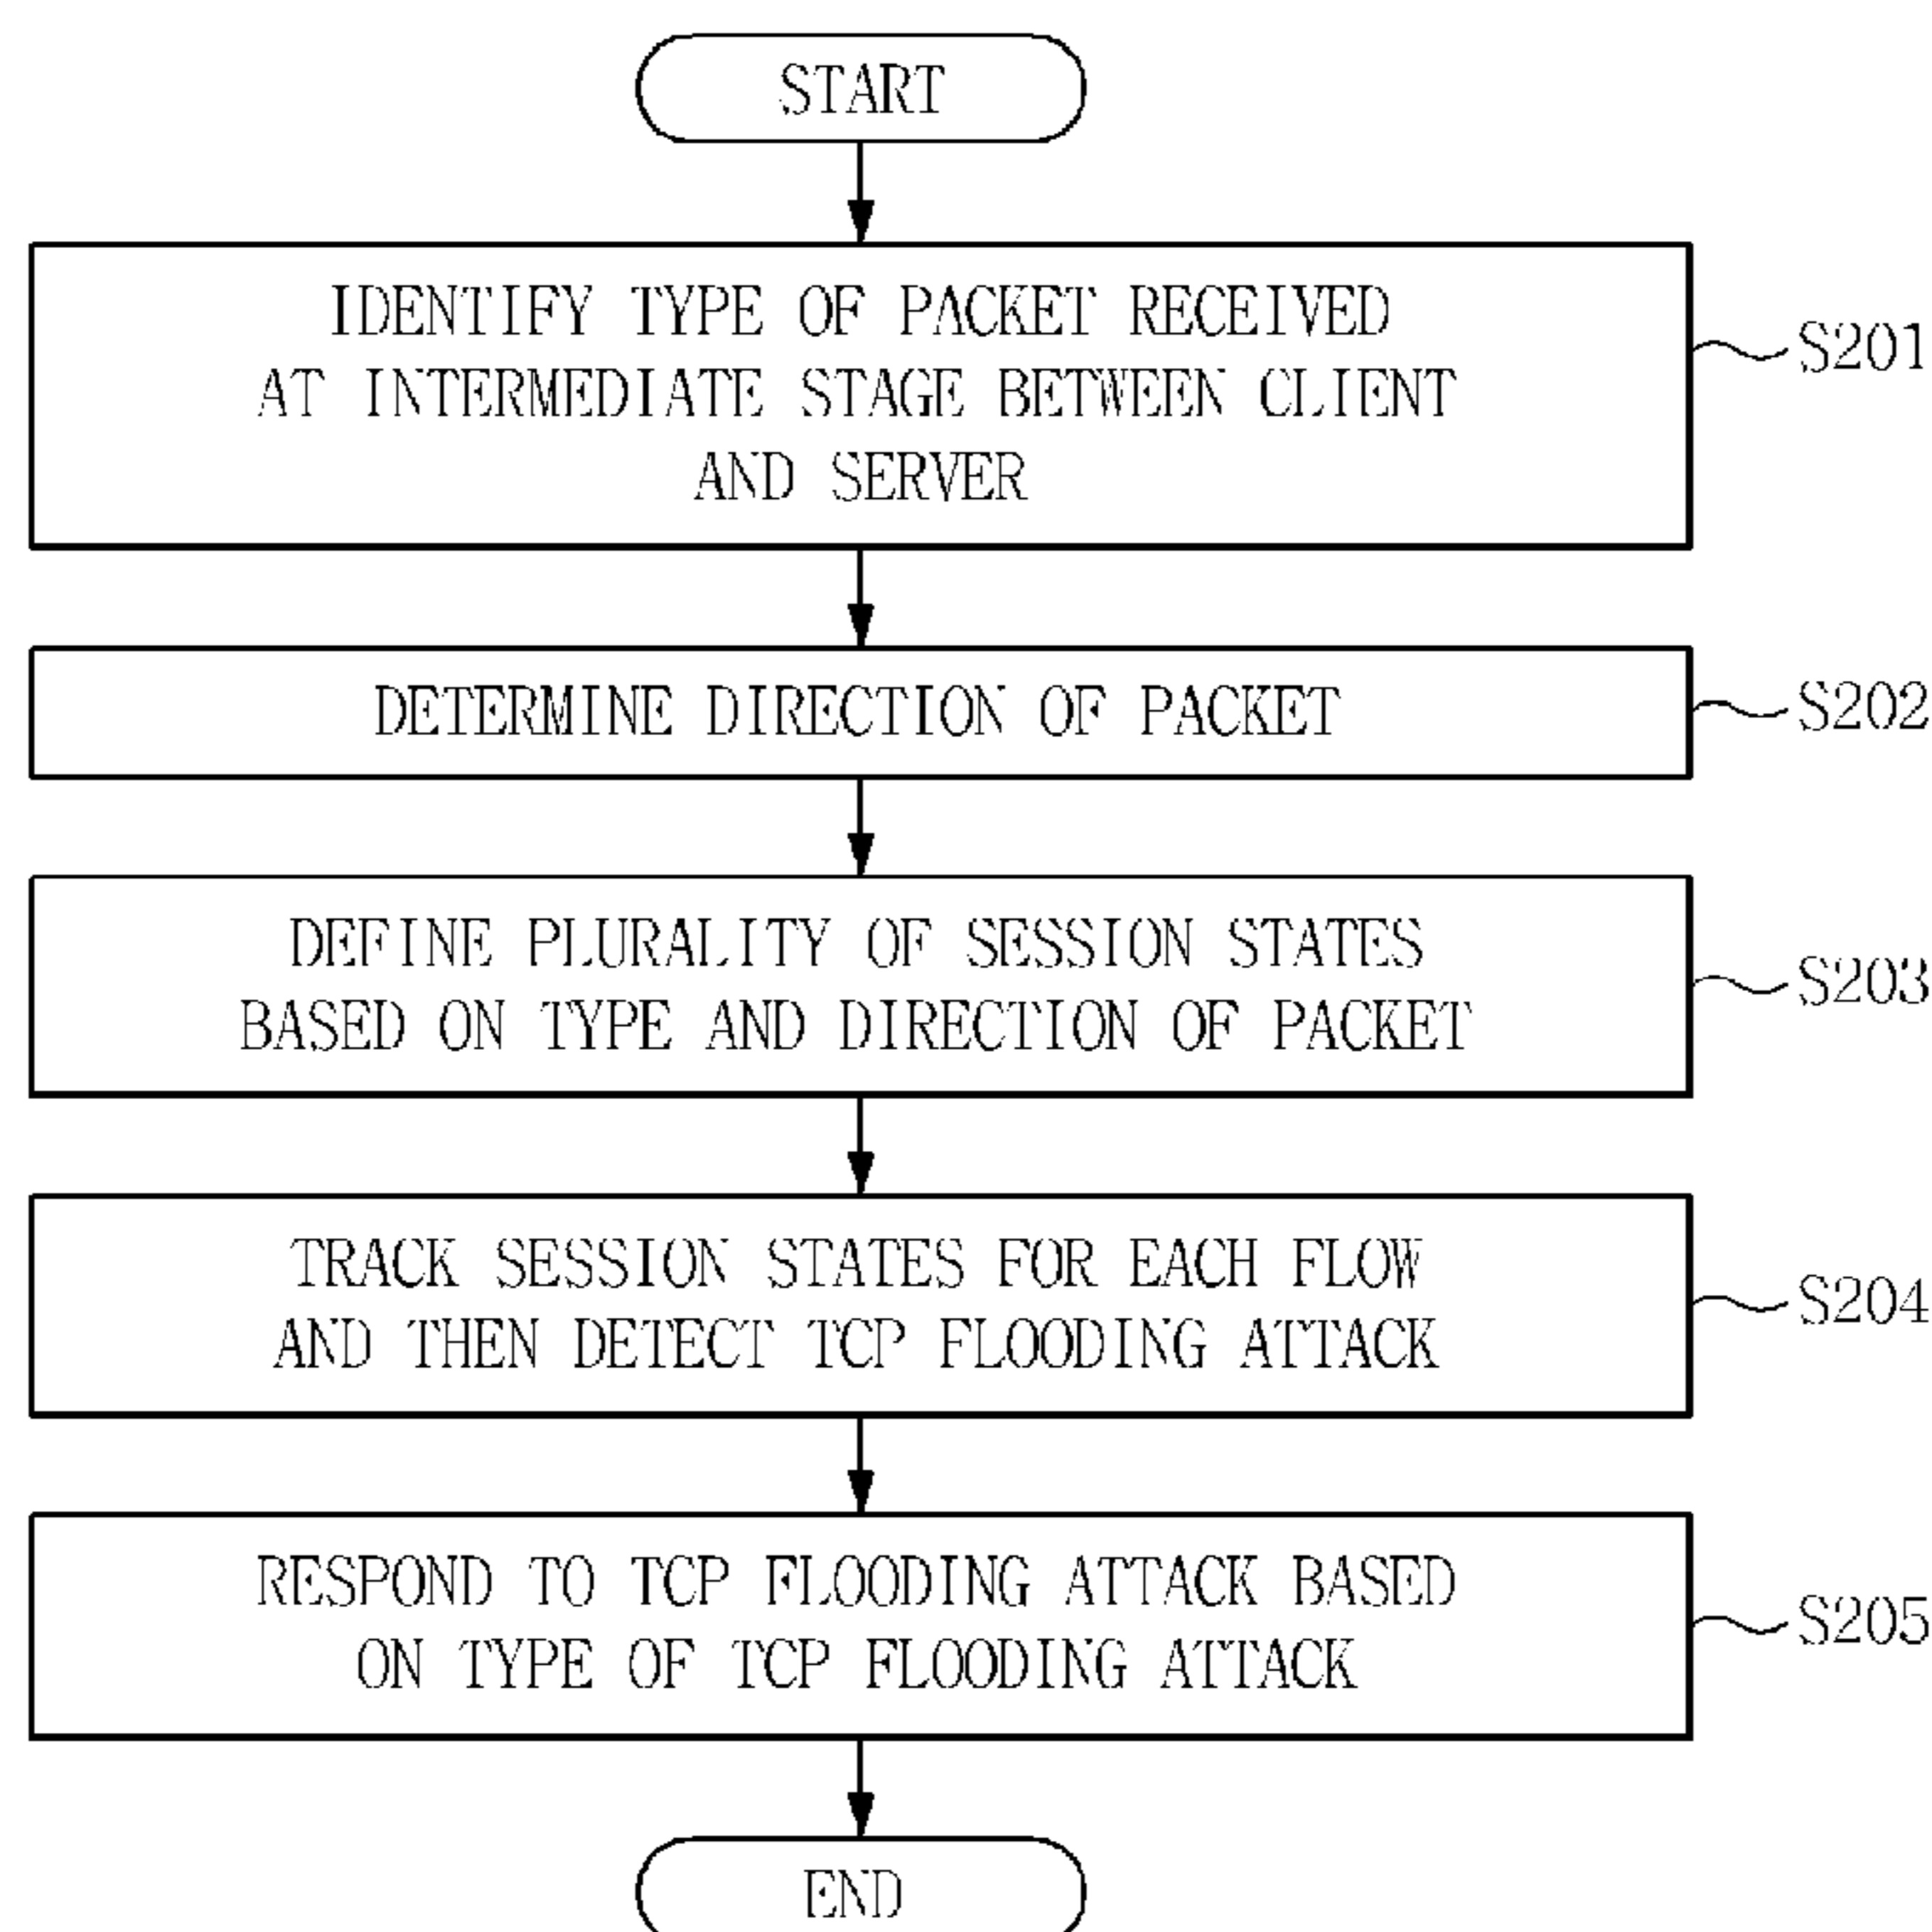 START
IDENTIFY TYPE OF PACKET RECEIVED
AT INTERMEDIATE STAGE BETWEEN CLIENT
AND SERVER
S201
DETERMINE DIRECTION OF PACKET
S202
DEFINE PLURALITY OF SESSION STATES
BASED ON TYPE AND DIRECTION OF PACKET
S203
TRACK SESSION STATES FOR EACH FLOW
AND THEN DETECT TCP FLOODING ATTACK
S204
RESPOND TO TCP FLOODING ATTACK BASED
ON TYPE OF TCP FLOODING ATTACK
S205
END